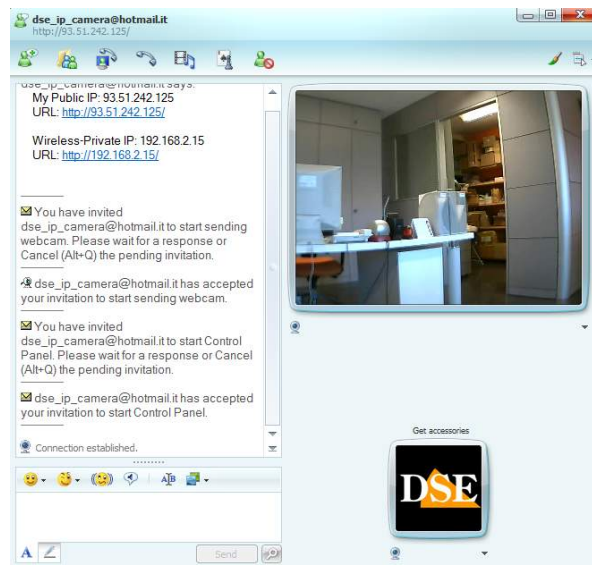 dse_ip_camera@hotmail.it
http://93.51.242.125/
dse_ip_camera@hotmail.it says:
My Public IP: 93.51.242.125
URL: http://93.51.242.125/
Wireless-Private IP: 192.168.2.15
URL: http://192.168.2.15/
You have invited
dse_ip_camera@hotmail.it to start sending
webcam. Please wait for a response or
Cancel (Alt+Q) the pending invitation.
dse_ip_camera@hotmail.it has accepted
your invitation to start sending webcam.
You have invited
dse_ip_camera@hotmail.it to start Control
Panel. Please wait for a response or Cancel
(Alt+Q) the pending invitation.
dse_ip_camera@hotmail.it has accepted
your invitation to start Control Panel.
Connection established.
Get accessories
DSE
AB
A
Send